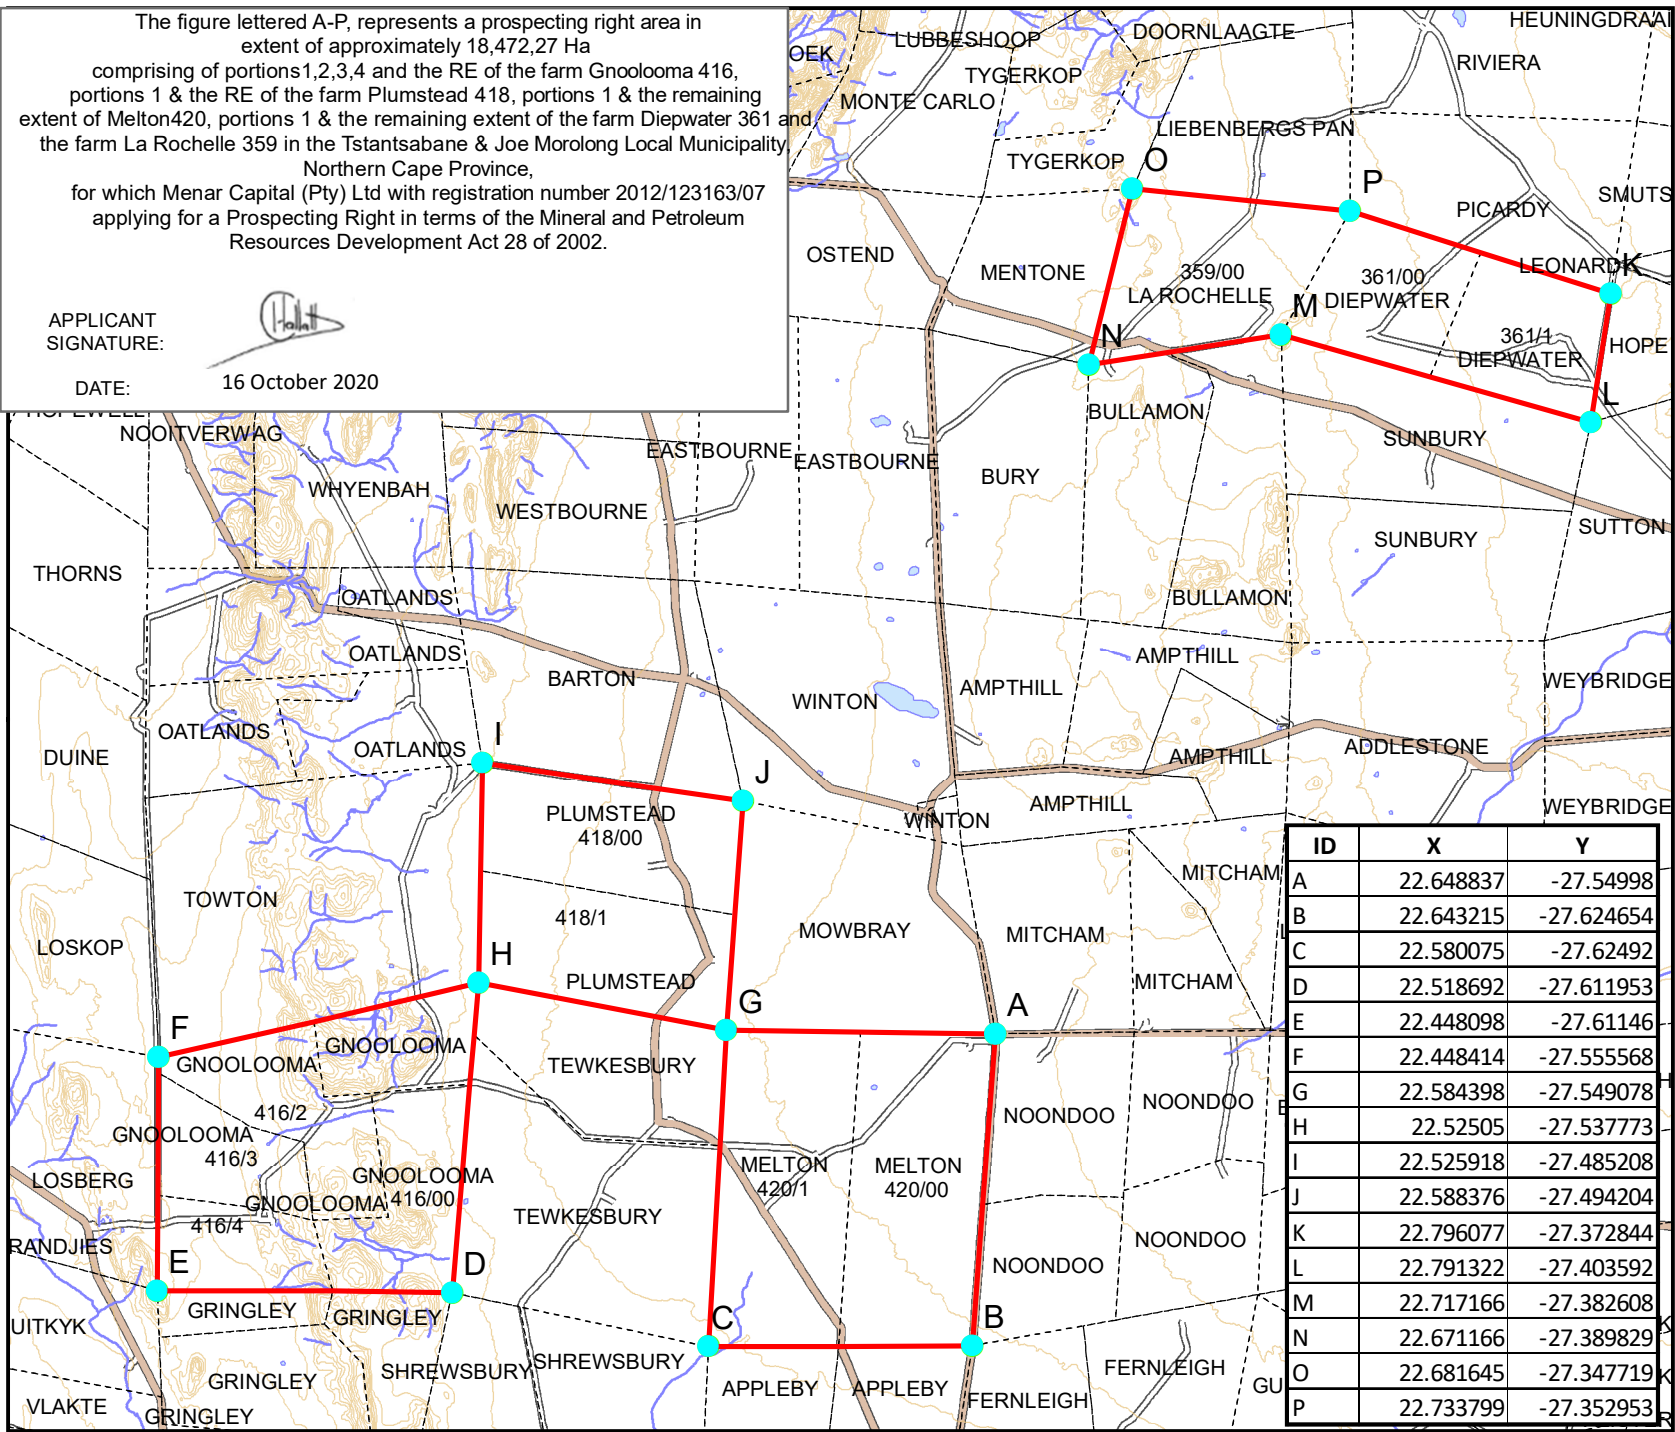 The figure lettered A-P, represents a prospecting right area in
extent of approximately 18,472,27 Ha
comprising of portions1,2,3,4 and the RE of the farm Gnoolooma 416,
portions 1 & the RE of the farm Plumstead 418, portions 1 & the remaining
extent of Melton420, portions 1 & the remaining extent of the farm Diepwater 361 and
the farm La Rochelle 359 in the Tstantsabane & Joe Morolong Local Municipality
Northern Cape Province,
for which Menar Capital (Pty) Ltd with registration number 2012/123163/07
applying for a Prospecting Right in terms of the Mineral and Petroleum
Resources Development Act 28 of 2002.
APPLICANT
SIGNATURE:
DATE: 16 October 2020
HEUNINGDRAAI
DOORNLAAGTE
LUBBESHOOP
OEK
RIVIERA
TYGERKOP
MONTE CARLO
LIEBENBERGS PAN
TYGERKOP
O
P
SMUTS
PICARDY
OSTEND
MENTONE
359/00
LA ROCHELLE
361/00
DIEPWATER
LEONARD
K
M
N
361/1
DIEPWATER
HOPE
L
HOPEWELL
NOOITVERWAG
BULLAMON
SUNBURY
EASTBOURNE
EASTBOURNE
BURY
WHYENBAH
WESTBOURNE
SUTTON
SUNBURY
THORNS
OATLANDS
BULLAMON
OATLANDS
AMPTHILL
BARTON
WINTON
AMPTHILL
WEYBRIDGE
OATLANDS
OATLANDS
I
DUINE
AMPTHILL
ADDLESTONE
J
PLUMSTEAD
418/00
AMPTHILL
WINTON
WEYBRIDGE
MITCHAM
TOWTON
418/1
LOSKOP
MOWBRAY
MITCHAM
H
PLUMSTEAD
MITCHAM
G
A
F
GNOOLOOMA
GNOOLOOMA
TEWKESBURY
416/2
NOONDOO
NOONDOO
GNOOLOOMA
416/3
MELTON
420/1
MELTON
420/00
LOSBERG
GNOOLOOMA
416/00
GNOOLOOMA
416/4
TEWKESBURY
RANDJIES
NOONDOO
NOONDOO
E
D
GRINGLEY
GRINGLEY
UITKYK
C
B
SHREWSBURY
SHREWSBURY
FERNLEIGH
GRINGLEY
APPLEBY
APPLEBY
FERNLEIGH
GU
VLAKTE
GRINGLEY
ID X Y
A 22.648837 -27.54998
B 22.643215 -27.624654
C 22.580075 -27.62492
D 22.518692 -27.611953
E 22.448098 -27.61146
F 22.448414 -27.555568
G 22.584398 -27.549078
H 22.52505 -27.537773
I 22.525918 -27.485208
J 22.588376 -27.494204
K 22.796077 -27.372844
L 22.791322 -27.403592
M 22.717166 -27.382608
N 22.671166 -27.389829
O 22.681645 -27.347719
P 22.733799 -27.352953